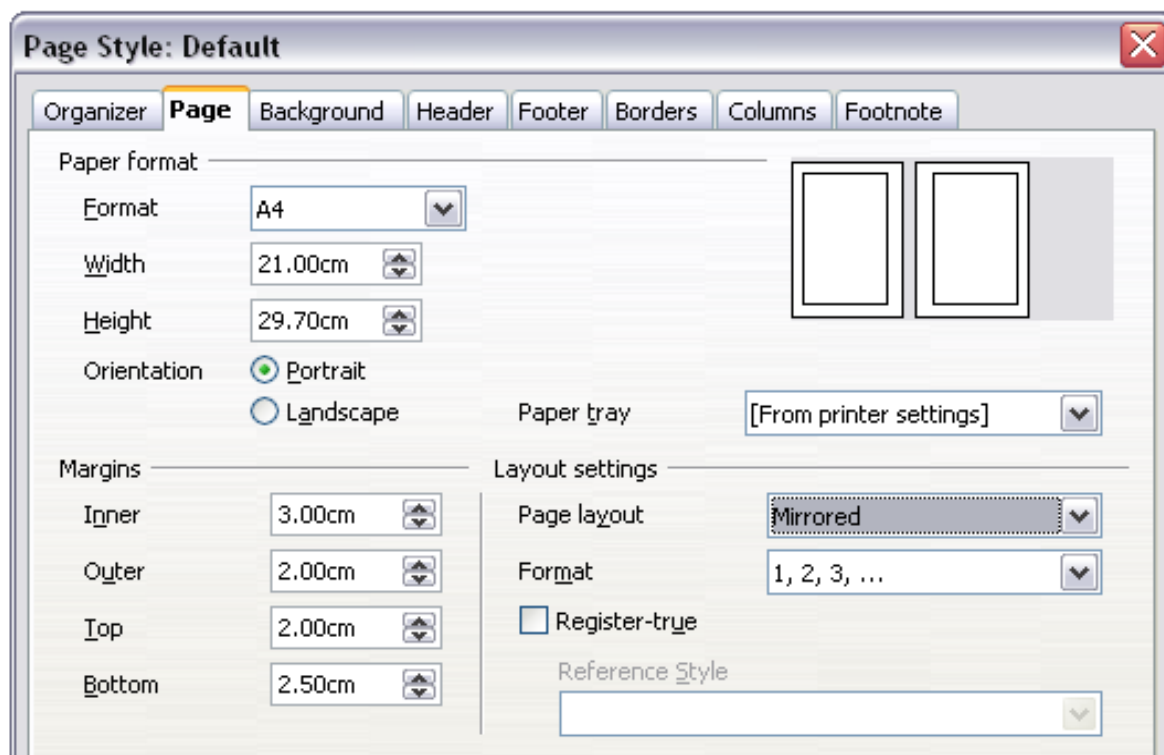 Page Style: Default
Organizer Page Background Header Footer Borders Columns Footnote
Paper format
Format A4
Width 21.00cm
Height 29.70cm
Orientation Portrait
Landscape Paper tray [From printer settings]
Margins Layout settings
Inner 3.00cm Page layout Mirrored
Outer 2.00cm Format 1, 2, 3, ...
Top 2.00cm Register-true
Reference Style
Bottom 2.50cm